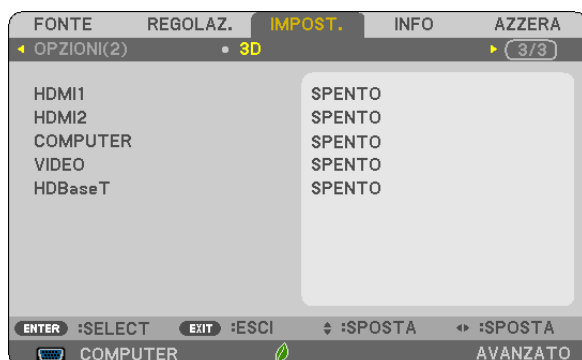 FONTE REGOLAZ. IMPOST. INFO AZZERA
OPZIONI(2) 3D 3/3
HDMI1 SPENTO
HDMI2 SPENTO
COMPUTER SPENTO
VIDEO SPENTO
HDBaseT SPENTO
ENTER :SELECT EXIT :ESCI :SPOSTA :SPOSTA
COMPUTER AVANZATO